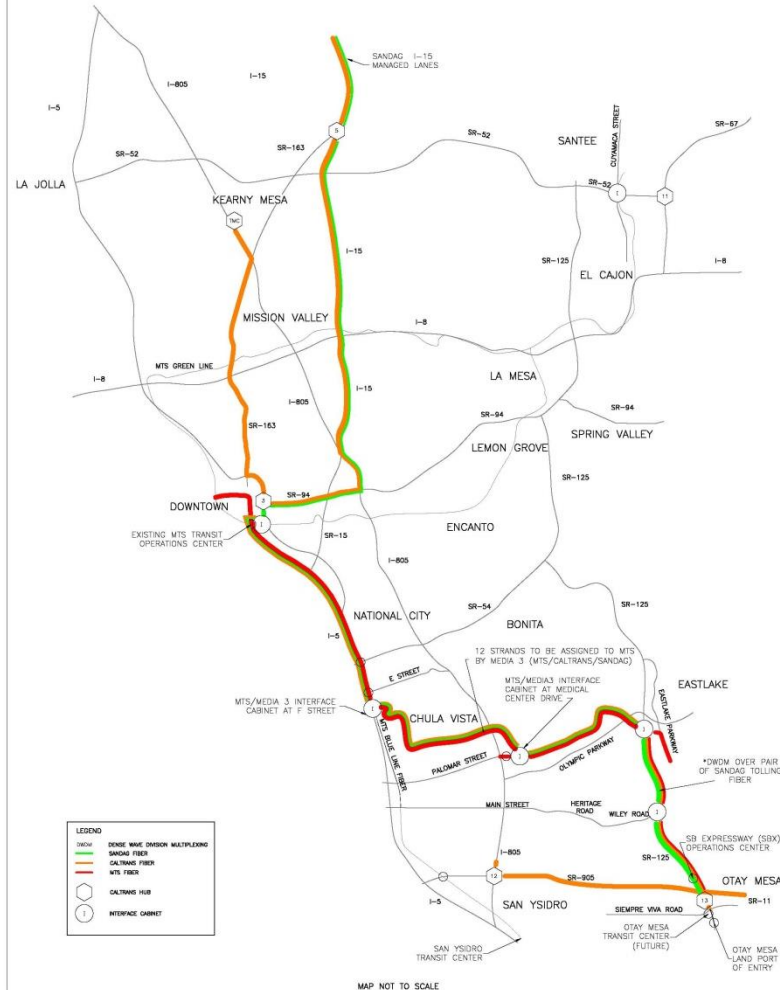 SANDAG I-15
MANAGED LANES
I-15
I-15
I-805
I-5
SR-67
SR-52
SANTEE
CUYAMACA STREET
SR-163
5
SR-52
LA JOLLA
SR-52
I
11
KEARNY MESA
TMC
I-15
SR-125
EL CAJON
I-8
MISSION VALLEY
I-8
MTS GREEN LINE
LA MESA
I-8
I-15
I-805
SR-94
SR-94
SR-163
LEMON GROVE
SPRING VALLEY
SR-125
SR-94
3
DOWNTOWN
I
ENCANTO
EXISTING MTS TRANSIT
OPERATIONS CENTER
SR-15
I-805
SR-54
SR-125
NATIONAL CITY
BONITA
I-5
12 STRANDS TO BE ASSIGNED TO MTS
BY MEDIA 3 (MTS/CALTRANS/SANDAG)
E STREET
MTS/MEDIA3 INTERFACE
CABINET AT MEDICAL
CENTER DRIVE
EASTLAKE
MTS/MEDIA 3 INTERFACE
CABINET AT F STREET
I
CHULA VISTA
EASTLAKE PARKWAY
I
MTS BLUE LINE FIBER
PALOMAR STREET
I
OLYMPIC PARKWAY
*DWDM OVER PAIR
OF SANDAG TOLLING
FIBER
MAIN STREET
HERITAGE
ROAD
WILEY ROAD
I
SB EXPRESSWAY (SBX)
OPERATIONS CENTER
LEGEND
DWDM DENSE WAVE DIVISION MULTIPLEXING
SANDAG FIBER
CALTRANS FIBER
MTS FIBER
CALTRANS HUB
I INTERFACE CABINET
I-805
SR-125
12
SR-905
OTAY MESA
I-5
SAN YSIDRO
13
SR-11
SIEMPRE VIVA ROAD
SAN YSIDRO
TRANSIT CENTER
OTAY MESA
TRANSIT CENTER
(FUTURE)
OTAY MESA
LAND PORT
OF ENTRY
MAP NOT TO SCALE